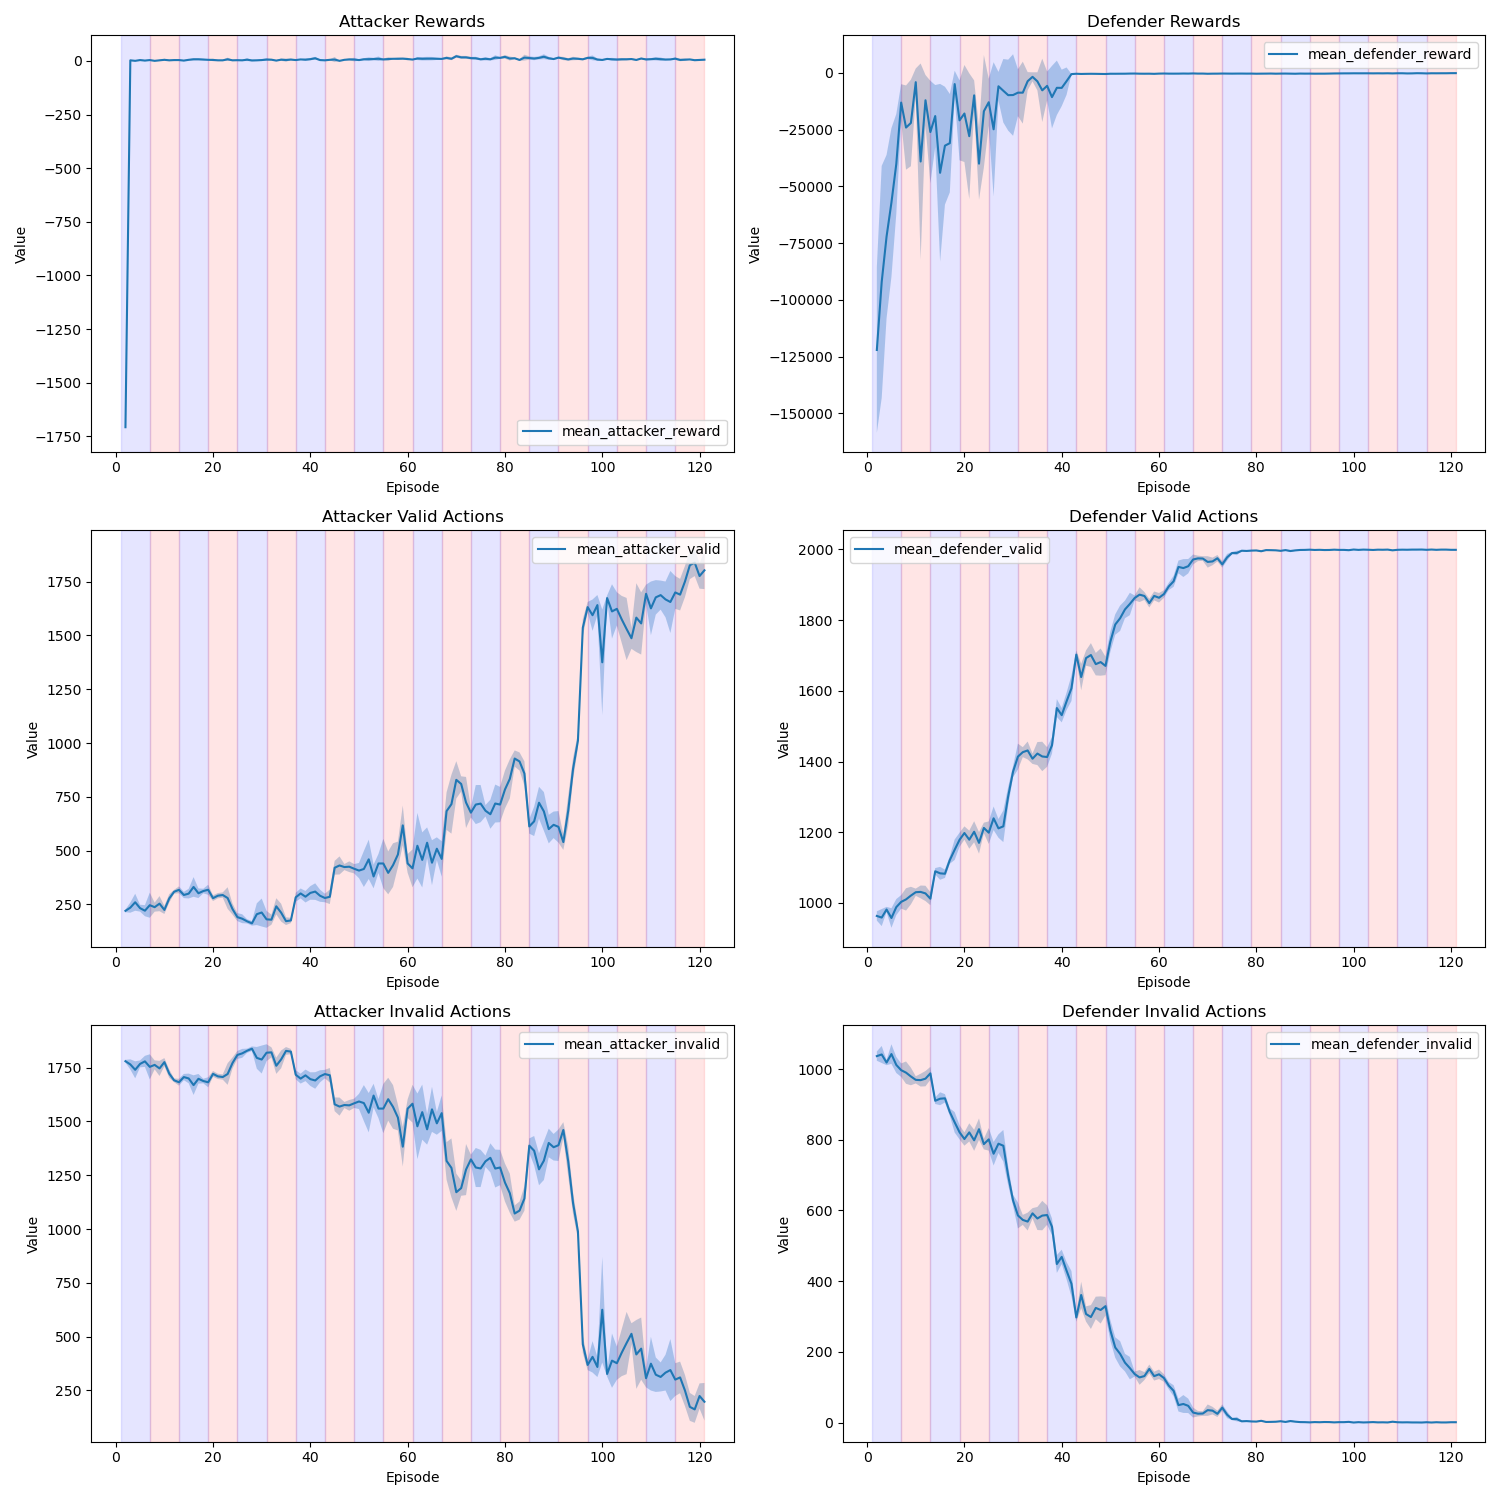 Attacker Rewards
Value
0
−250
−500
−750
−1000
−1250
−1500
−1750
mean_attacker_reward
0 20 40 60 80 100 120
Episode
Defender Rewards
Value
0
−25000
−50000
−75000
−100000
−125000
−150000
mean_defender_reward
0 20 40 60 80 100 120
Episode
Attacker Valid Actions
Value
mean_attacker_valid
1750
1500
1250
1000
750
500
250
0 20 40 60 80 100 120
Episode
Defender Valid Actions
Value
mean_defender_valid
2000
1800
1600
1400
1200
1000
0 20 40 60 80 100 120
Episode
Attacker Invalid Actions
Value
mean_attacker_invalid
1750
1500
1250
1000
750
500
250
0 20 40 60 80 100 120
Episode
Defender Invalid Actions
Value
mean_defender_invalid
1000
800
600
400
200
0
0 20 40 60 80 100 120
Episode